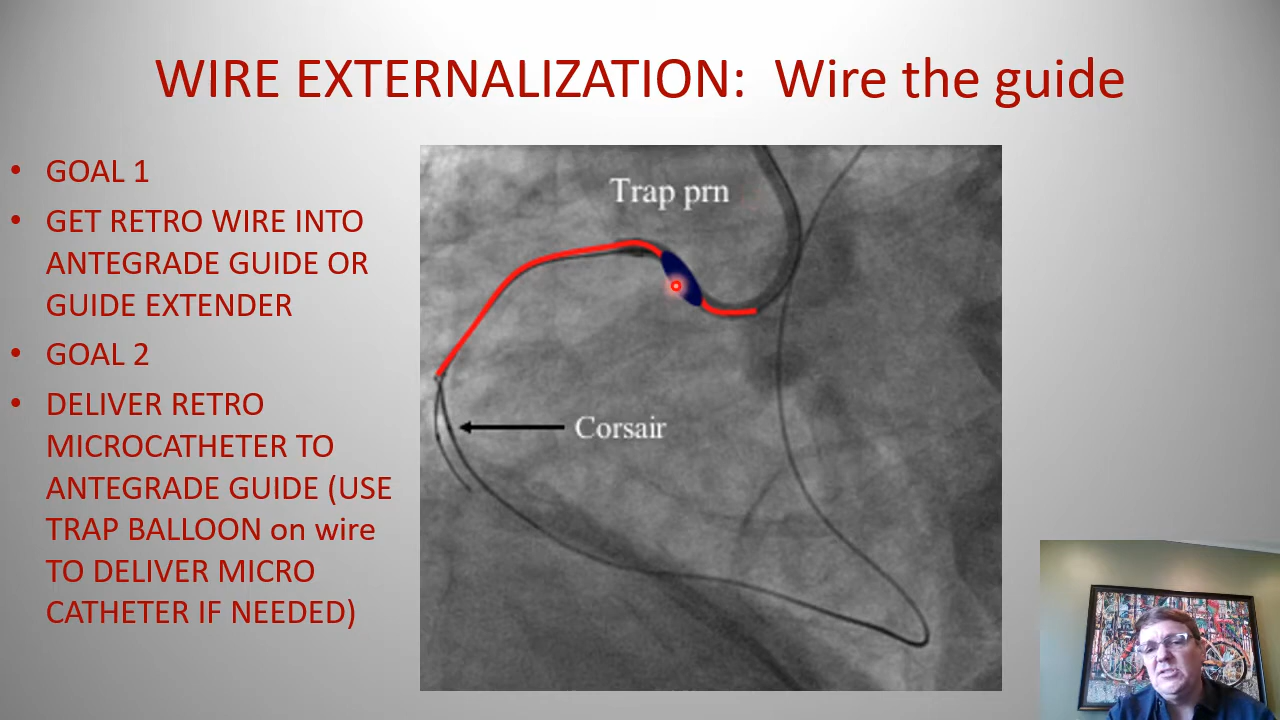 WIRE EXTERNALIZATION: Wire the guide
• GOAL 1
• GET RETRO WIRE INTO
ANTEGRADE GUIDE OR
GUIDE EXTENDER
• GOAL 2
• DELIVER RETRO
MICROCATHETER TO
ANTEGRADE GUIDE (USE
TRAP BALLOON on wire
TO DELIVER MICRO
CATHETER IF NEEDED)
Trap prn
Corsair